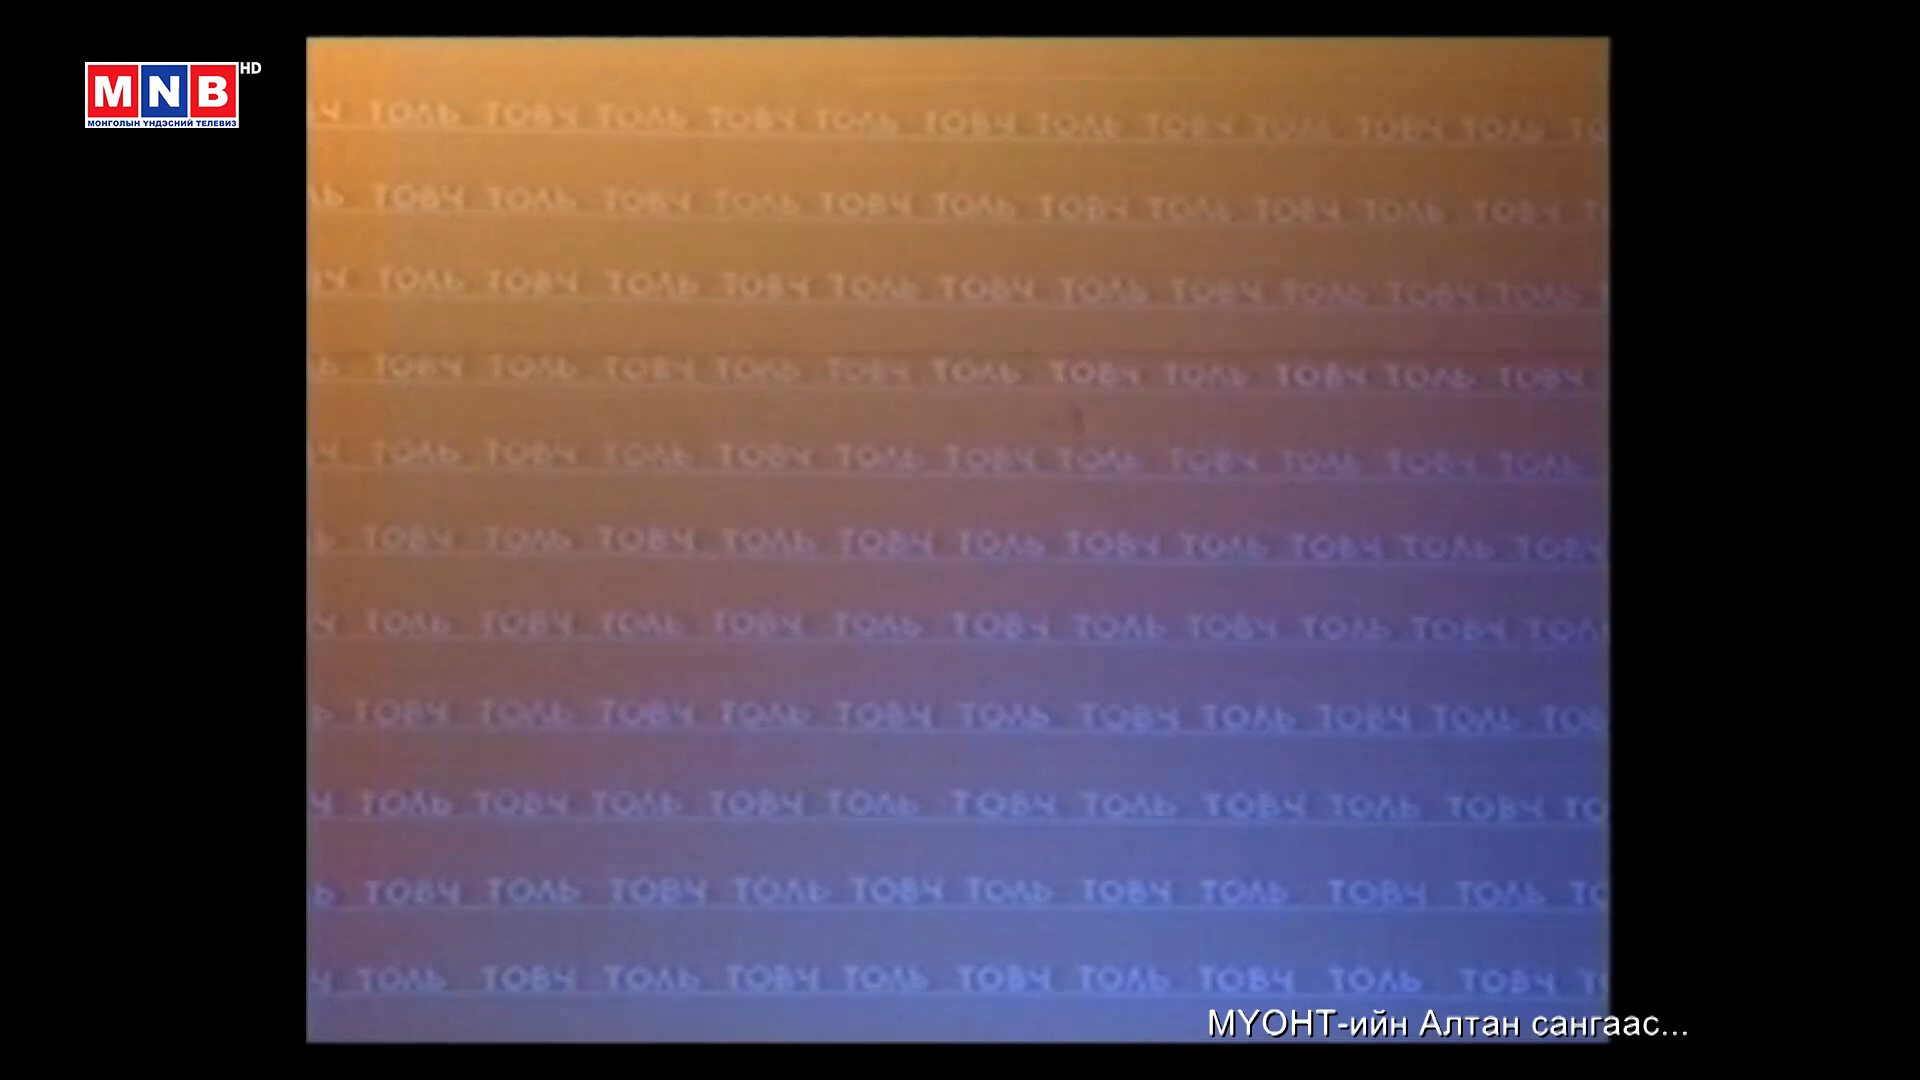 MNB HD
МОНГОЛЫН ҮНДЭСНИЙ ТЕЛЕВИЗ
ТОЛЬ ТОВЧ ТОЛЬ ТОВЧ ТОЛЬ ТОВЧ ТОЛЬ ТОВЧ ТОЛЬ ТОВЧ ТОЛЬ
ТОВЧ ТОЛЬ ТОВЧ ТОЛЬ ТОВЧ ТОЛЬ ТОВЧ ТОЛЬ ТОВЧ ТОЛЬ ТОВЧ
ТОЛЬ ТОВЧ ТОЛЬ ТОВЧ ТОЛЬ ТОВЧ ТОЛЬ ТОВЧ ТОЛЬ ТОВЧ ТОЛЬ
ТОВЧ ТОЛЬ ТОВЧ ТОЛЬ ТОВЧ ТОЛЬ ТОВЧ ТОЛЬ ТОВЧ ТОЛЬ ТОВЧ
ТОЛЬ ТОВЧ ТОЛЬ ТОВЧ ТОЛЬ ТОВЧ ТОЛЬ ТОВЧ ТОЛЬ ТОВЧ ТОЛЬ
ТОВЧ ТОЛЬ ТОВЧ ТОЛЬ ТОВЧ ТОЛЬ ТОВЧ ТОЛЬ ТОВЧ ТОЛЬ ТОВЧ
ТОЛЬ ТОВЧ ТОЛЬ ТОВЧ ТОЛЬ ТОВЧ ТОЛЬ ТОВЧ ТОЛЬ ТОВЧ ТОЛЬ
ТОВЧ ТОЛЬ ТОВЧ ТОЛЬ ТОВЧ ТОЛЬ ТОВЧ ТОЛЬ ТОВЧ ТОЛЬ
ТОЛЬ ТОВЧ ТОЛЬ ТОВЧ ТОЛЬ ТОВЧ ТОЛЬ ТОВЧ ТОЛЬ ТОВЧ
ТОВЧ ТОЛЬ ТОВЧ ТОЛЬ ТОВЧ ТОЛЬ ТОВЧ ТОЛЬ ТОВЧ ТОЛЬ
ТОЛЬ ТОВЧ ТОЛЬ ТОВЧ ТОЛЬ ТОВЧ ТОЛЬ ТОВЧ ТОЛЬ ТОВЧ
МҮОНТ-ийн Алтан сангаас...